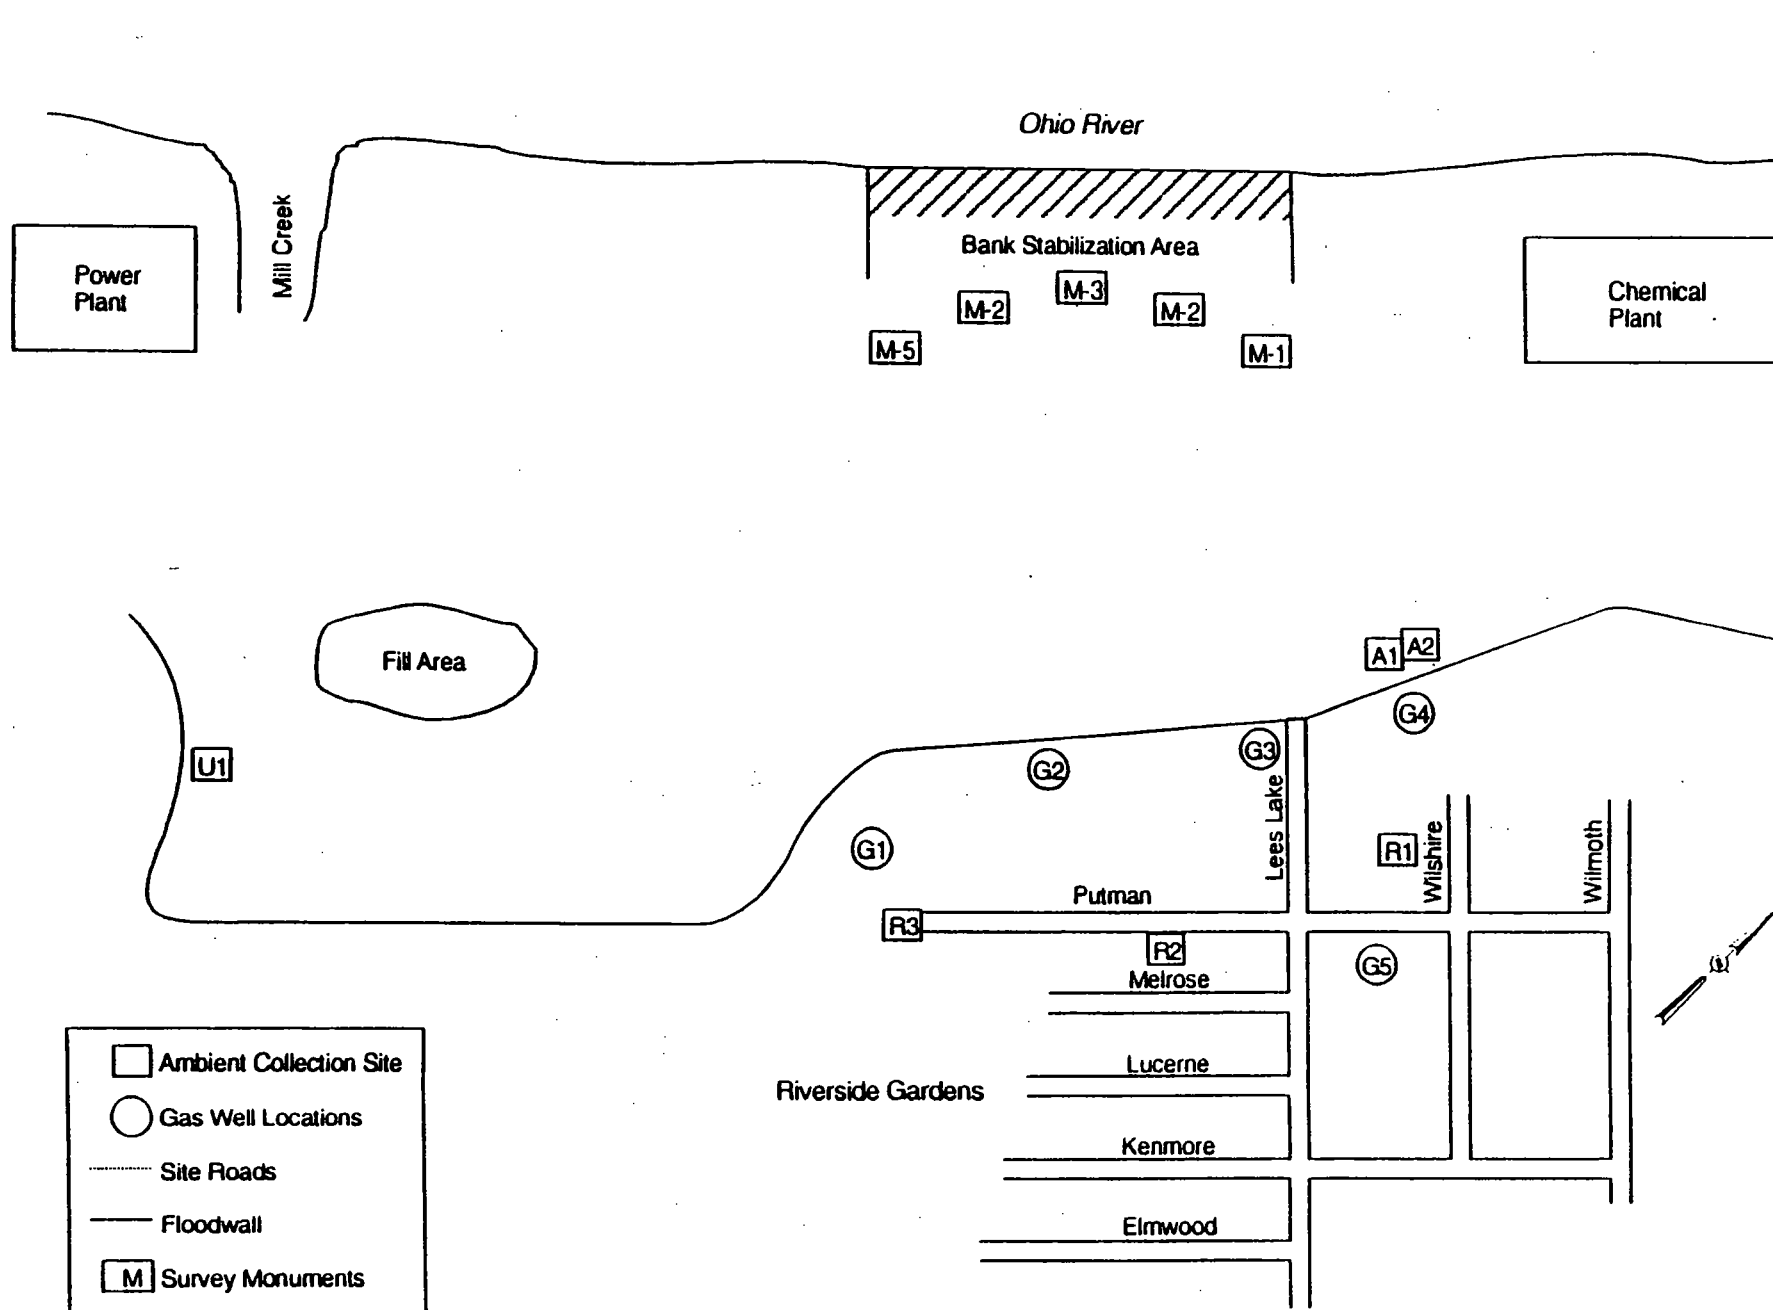 Ohio River
Mill Creek
Bank Stabilization Area
Power
Plant
Chemical
Plant
M-3
M-2
M-2
M-5
M-1
A1
A2
Fill Area
G4
G3
U1
G2
Lees Lake
G1
R1
Wilshire
Wilmoth
Putman
R3
R2
G5
Melrose
Lucerne
Riverside Gardens
Kenmore
Elmwood
Ambient Collection Site
Gas Well Locations
Site Roads
Floodwall
M Survey Monuments